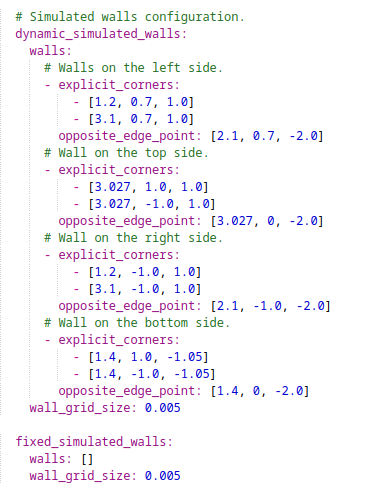 # Simulated walls configuration.
dynamic_simulated_walls:
  walls:
    # Walls on the left side.
    - explicit_corners:
        - [1.2, 0.7, 1.0]
        - [3.1, 0.7, 1.0]
      opposite_edge_point: [2.1, 0.7, -2.0]
    # Wall on the top side.
    - explicit_corners:
        - [3.027, 1.0, 1.0]
        - [3.027, -1.0, 1.0]
      opposite_edge_point: [3.027, 0, -2.0]
    # Wall on the right side.
    - explicit_corners:
        - [1.2, -1.0, 1.0]
        - [3.1, -1.0, 1.0]
      opposite_edge_point: [2.1, -1.0, -2.0]
    # Wall on the bottom side.
    - explicit_corners:
        - [1.4, 1.0, -1.05]
        - [1.4, -1.0, -1.05]
      opposite_edge_point: [1.4, 0, -2.0]
  wall_grid_size: 0.005

fixed_simulated_walls:
  walls: []
  wall_grid_size: 0.005